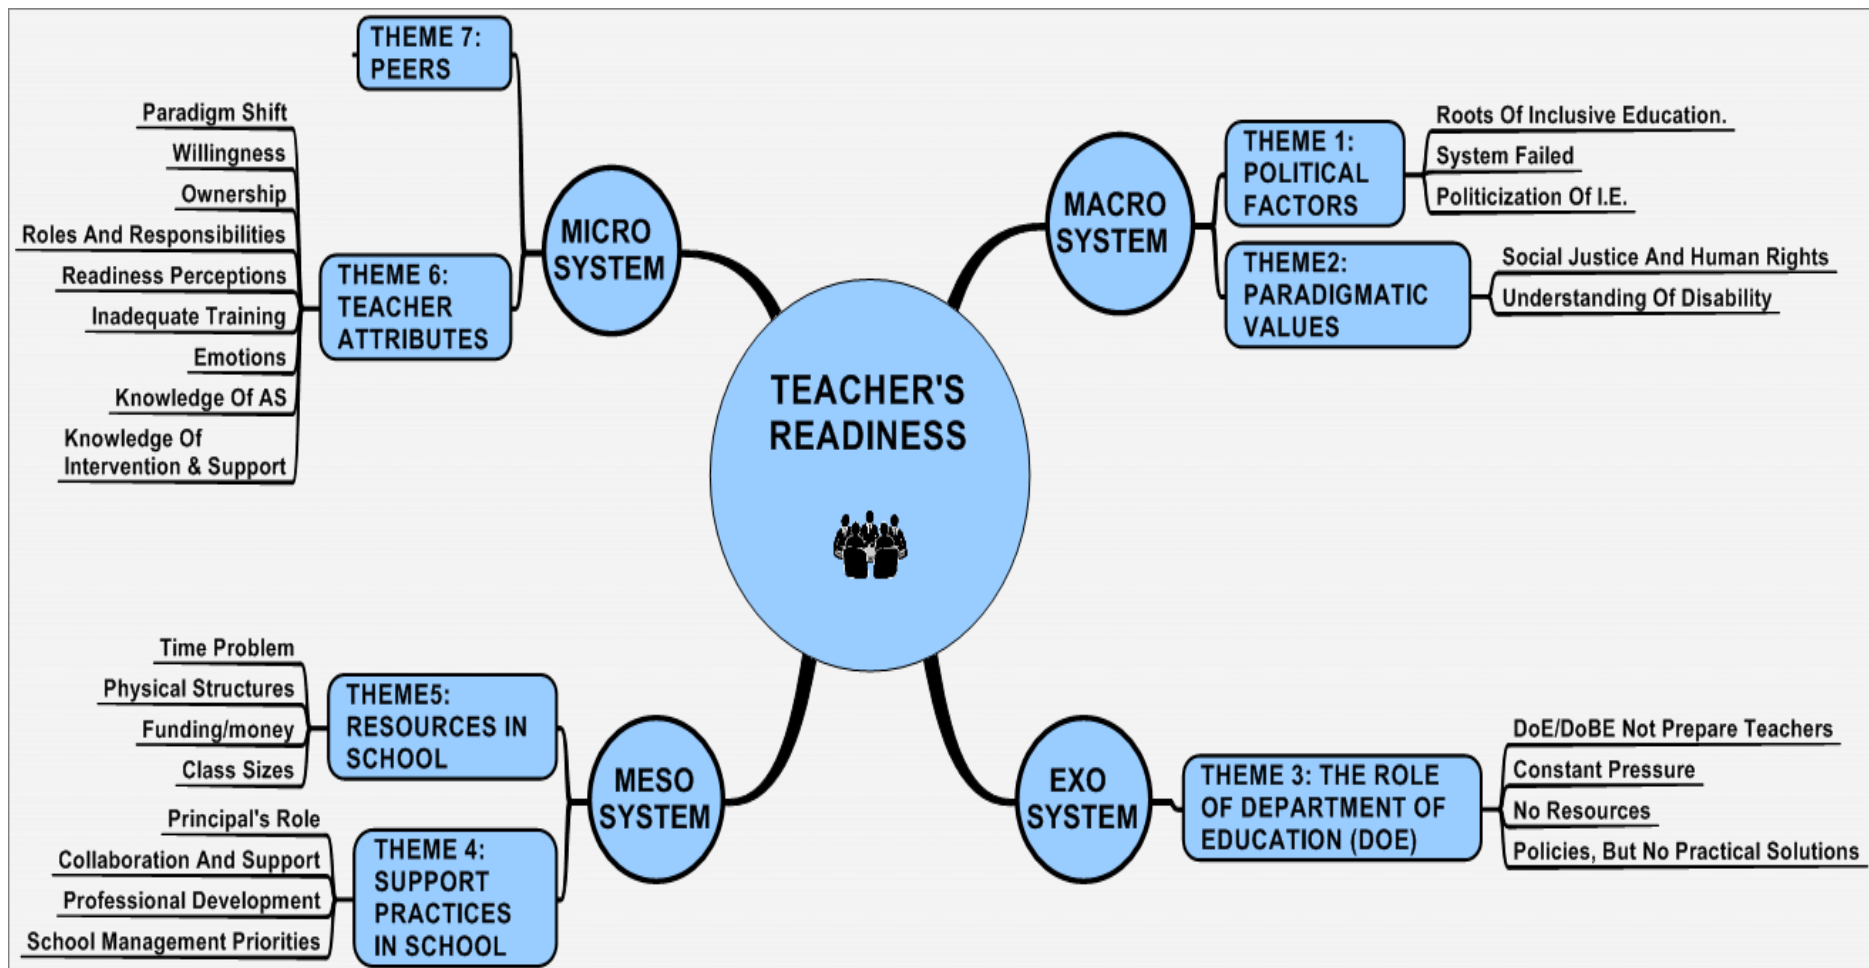 TEACHER'S
READINESS
MACRO
SYSTEM
THEME 1:
POLITICAL
FACTORS
Roots Of Inclusive Education.
System Failed
Politicization Of I.E.
THEME2:
PARADIGMATIC
VALUES
Social Justice And Human Rights
Understanding Of Disability
EXO
SYSTEM
THEME 3: THE ROLE
OF DEPARTMENT OF
EDUCATION (DOE)
DoE/DoBE Not Prepare Teachers
Constant Pressure
No Resources
Policies, But No Practical Solutions
MESO
SYSTEM
THEME 4:
SUPPORT
PRACTICES
IN SCHOOL
Principal's Role
Collaboration And Support
Professional Development
School Management Priorities
THEME5:
RESOURCES IN
SCHOOL
Time Problem
Physical Structures
Funding/money
Class Sizes
MICRO
SYSTEM
THEME 6:
TEACHER
ATTRIBUTES
Paradigm Shift
Willingness
Ownership
Roles And Responsibilities
Readiness Perceptions
Inadequate Training
Emotions
Knowledge Of AS
Knowledge Of
Intervention & Support
THEME 7:
PEERS